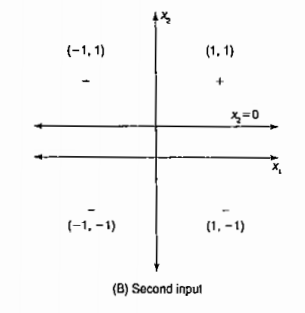 x₂
(-1, 1) (1, 1)
- +
x₂=0
x₁
- -
(-1, -1) (1, -1)
(B) Second input